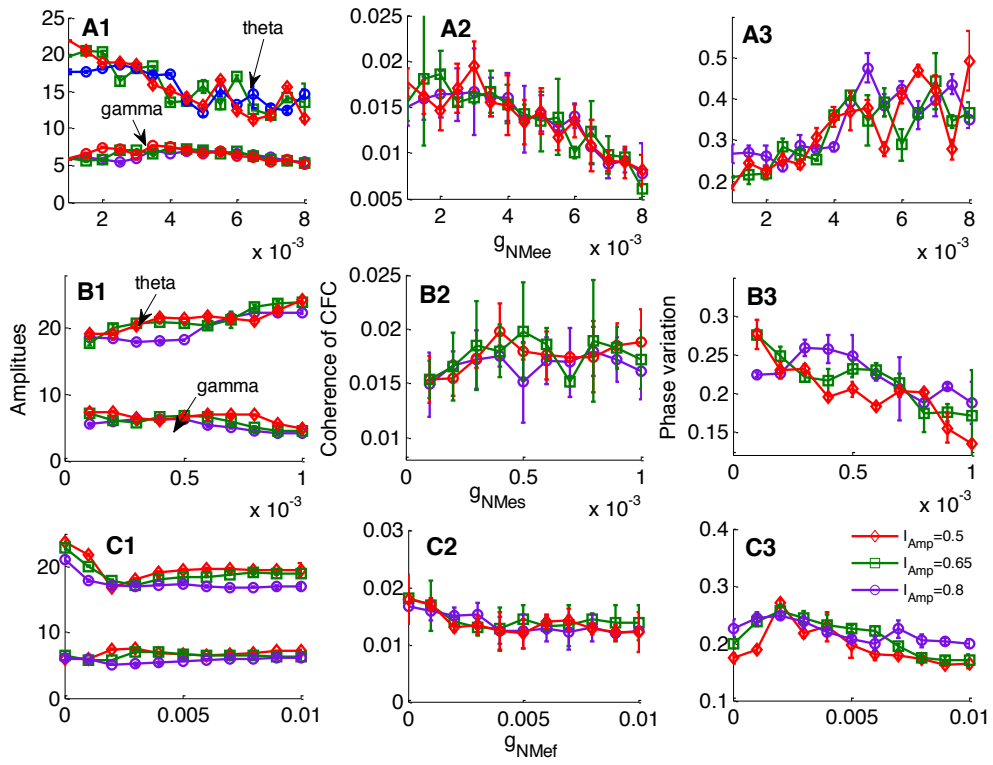 A1
theta
gamma
25
20
15
10
5
0
2 4 6 8
x 10^-3
A2
0.025
0.02
0.015
0.01
0.005
0 2 4 6 8
g_NMee
x 10^-3
A3
0.5
0.4
0.3
0.2
0 2 4 6 8
x 10^-3
B1
theta
gamma
Amplitues
20
10
0
0 0.5 1
x 10^-3
B2
Coherence of CFC
0.025
0.02
0.015
0.01
0 0.5 1
g_NMes
x 10^-3
B3
Phase variation
0.3
0.25
0.2
0.15
0 0.5 1
x 10^-3
C1
20
10
0
0 0.005 0.01
C2
0.03
0.02
0.01
0
0 0.005 0.01
g_NMef
C3
I_Amp=0.5
I_Amp=0.65
I_Amp=0.8
0.4
0.3
0.2
0.1
0 0.005 0.01